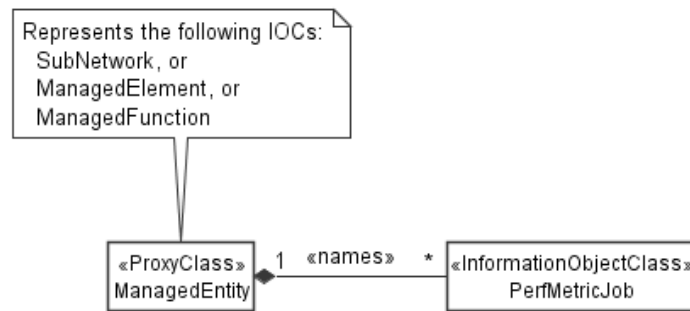 Represents the following IOCs:
SubNetwork, or
ManagedElement, or
ManagedFunction
«ProxyClass»
ManagedEntity
1 «names» *
«InformationObjectClass»
PerfMetricJob